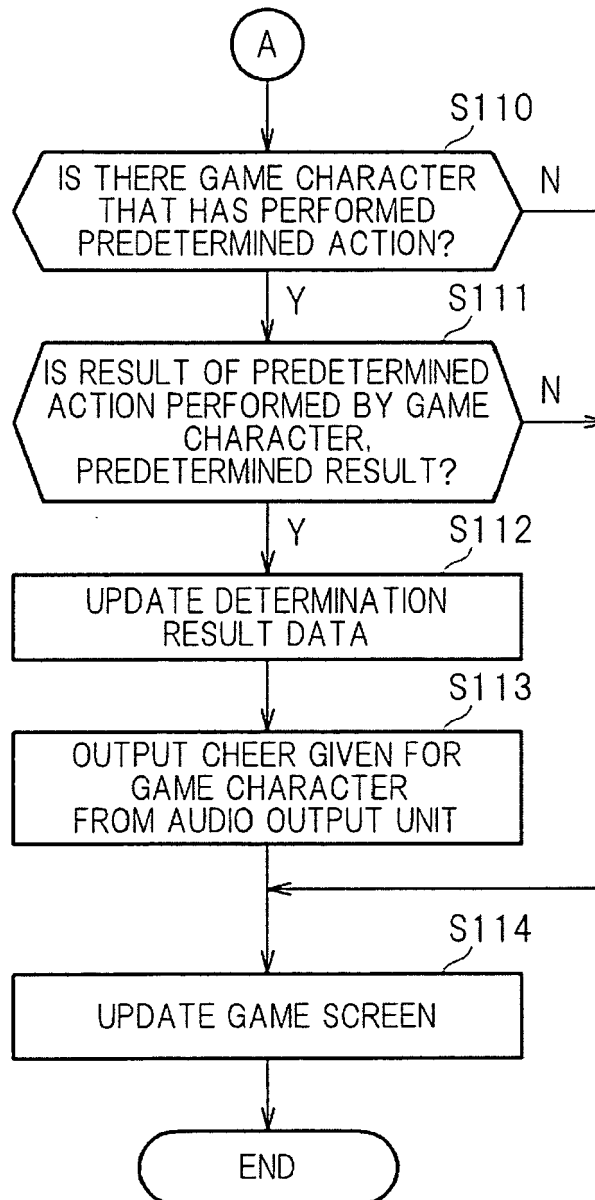 A
S110
IS THERE GAME CHARACTER
THAT HAS PERFORMED
PREDETERMINED ACTION?
N
Y
S111
IS RESULT OF PREDETERMINED
ACTION PERFORMED BY GAME
CHARACTER,
PREDETERMINED RESULT?
N
Y
S112
UPDATE DETERMINATION
RESULT DATA
S113
OUTPUT CHEER GIVEN FOR
GAME CHARACTER
FROM AUDIO OUTPUT UNIT
S114
UPDATE GAME SCREEN
END